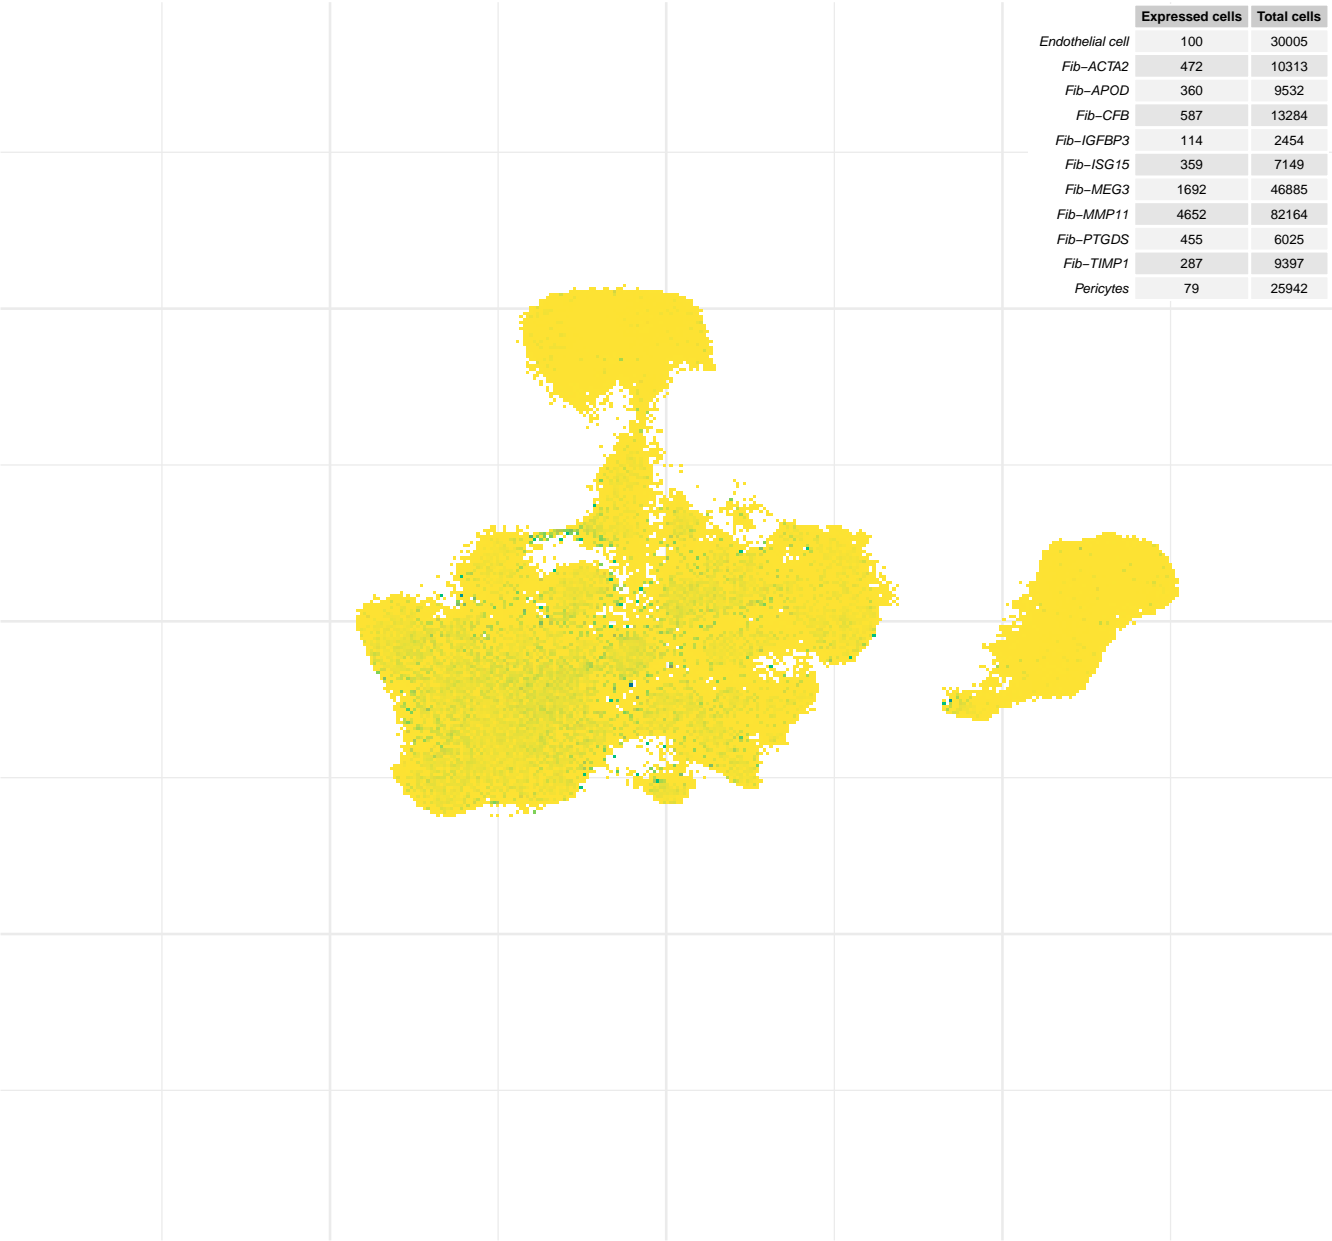 Expressed cells Total cells
Endothelial cell 100 30005
Fib−ACTA2 472 10313
Fib−APOD 360 9532
Fib−CFB 587 13284
Fib−IGFBP3 114 2454
Fib−ISG15 359 7149
Fib−MEG3 1692 46885
Fib−MMP11 4652 82164
Fib−PTGDS 455 6025
Fib−TIMP1 287 9397
Pericytes 79 25942